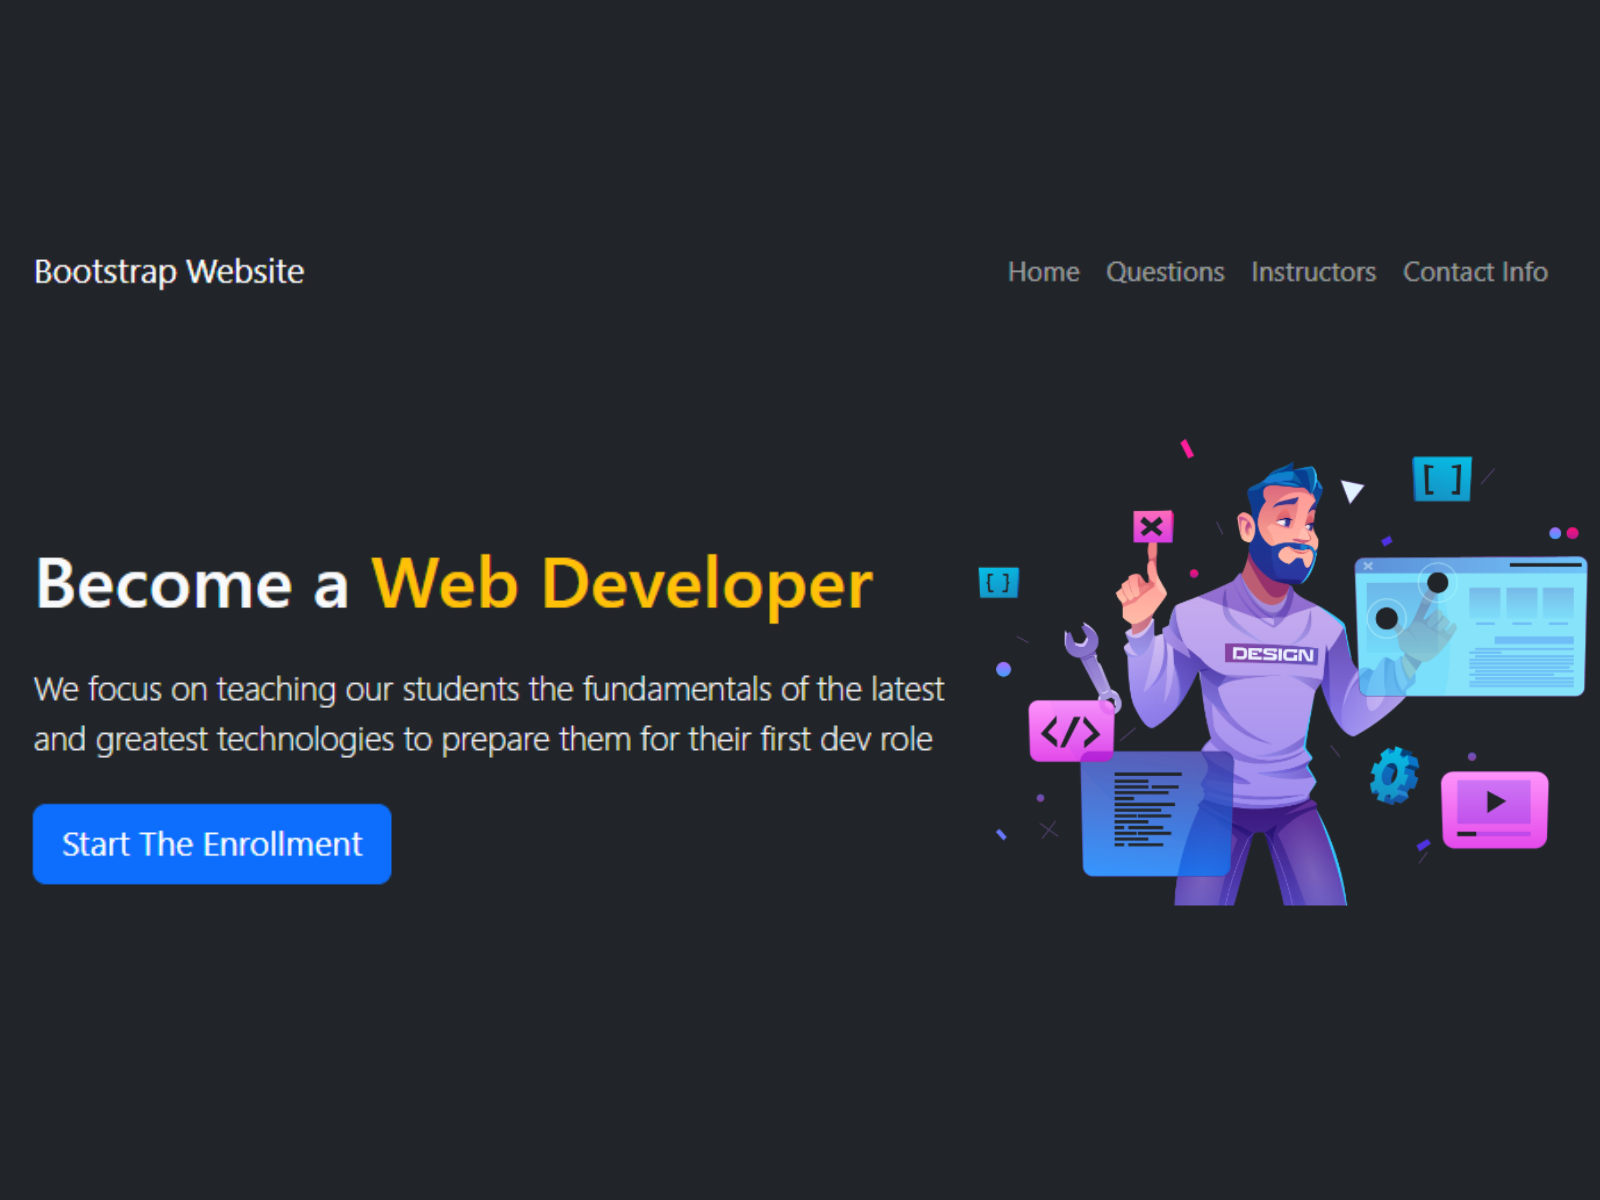 Bootstrap Website
Home Questions Instructors Contact Info
Become a Web Developer
We focus on teaching our students the fundamentals of the latest
and greatest technologies to prepare them for their first dev role
Start The Enrollment
[ ]
{ }
DESIGN
</>